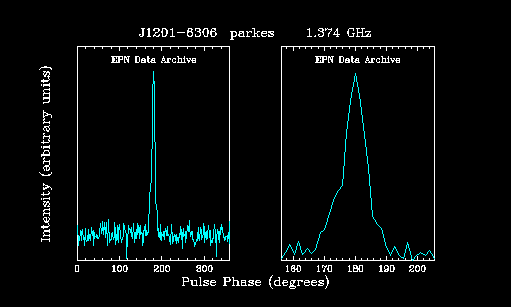 J1201-6306 parkes 1.374 GHz
EPN Data Archive EPN Data Archive
Intensity (arbitrary units)
0 100 200 300 160 170 180 190 200
Pulse Phase (degrees)